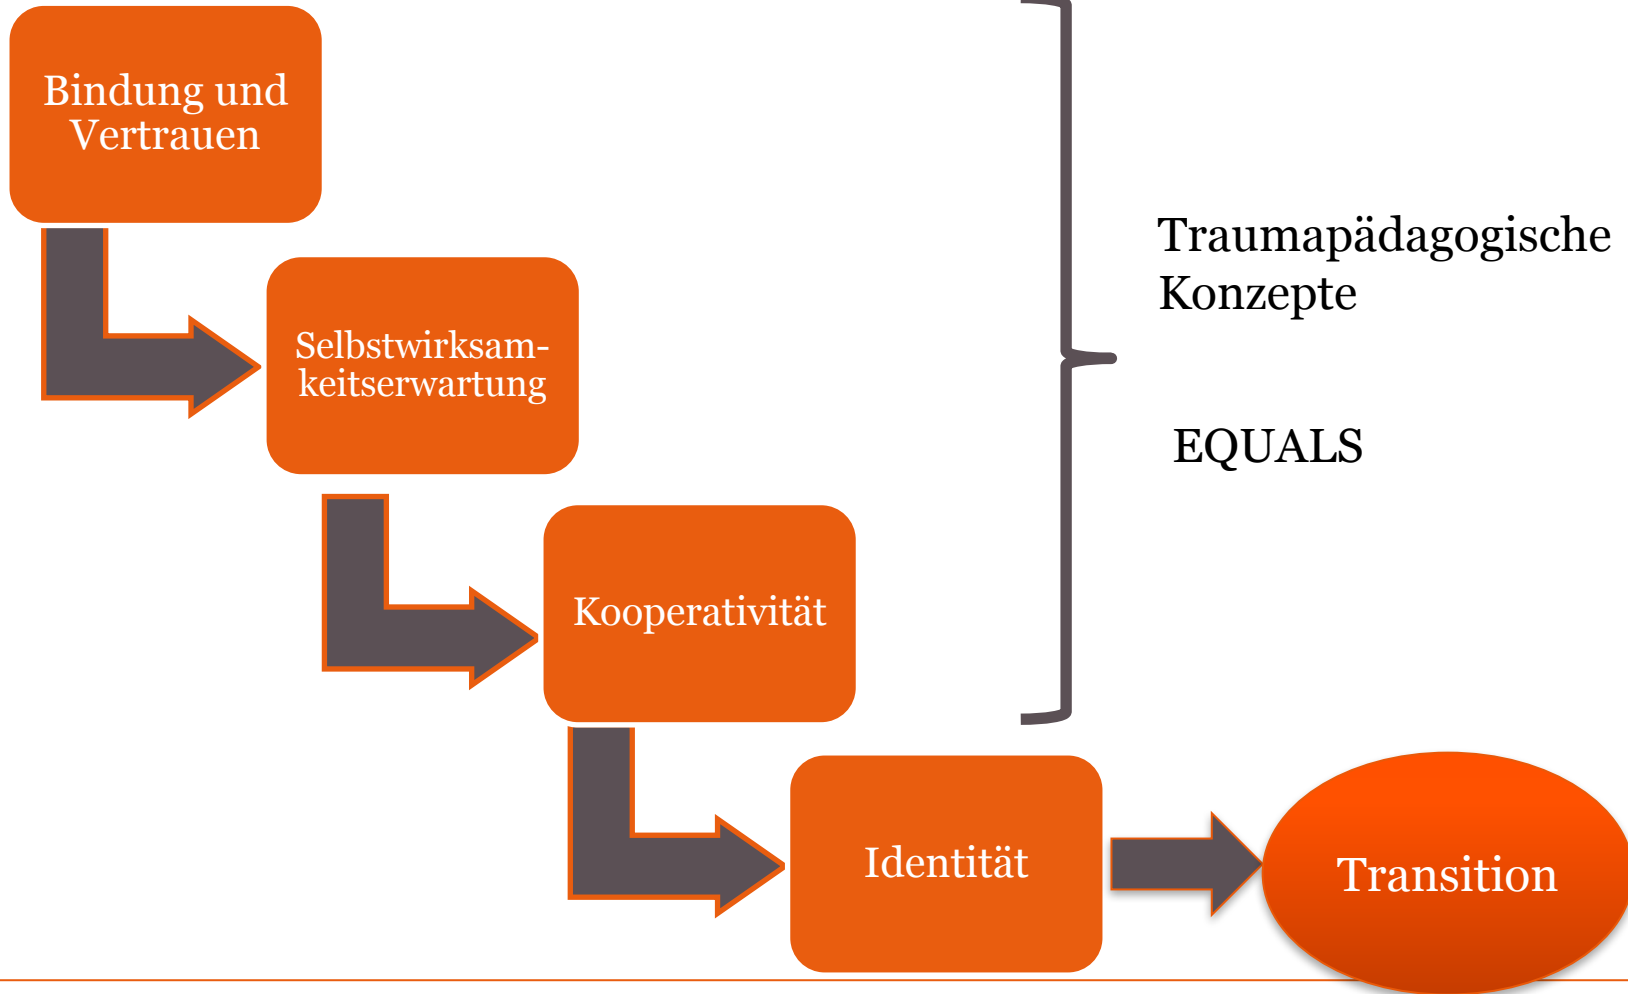 Bindung und
Vertrauen
Selbstwirksam-
keitserwartung
Kooperativität
Identität
Transition
Traumapädagogische
Konzepte
EQUALS